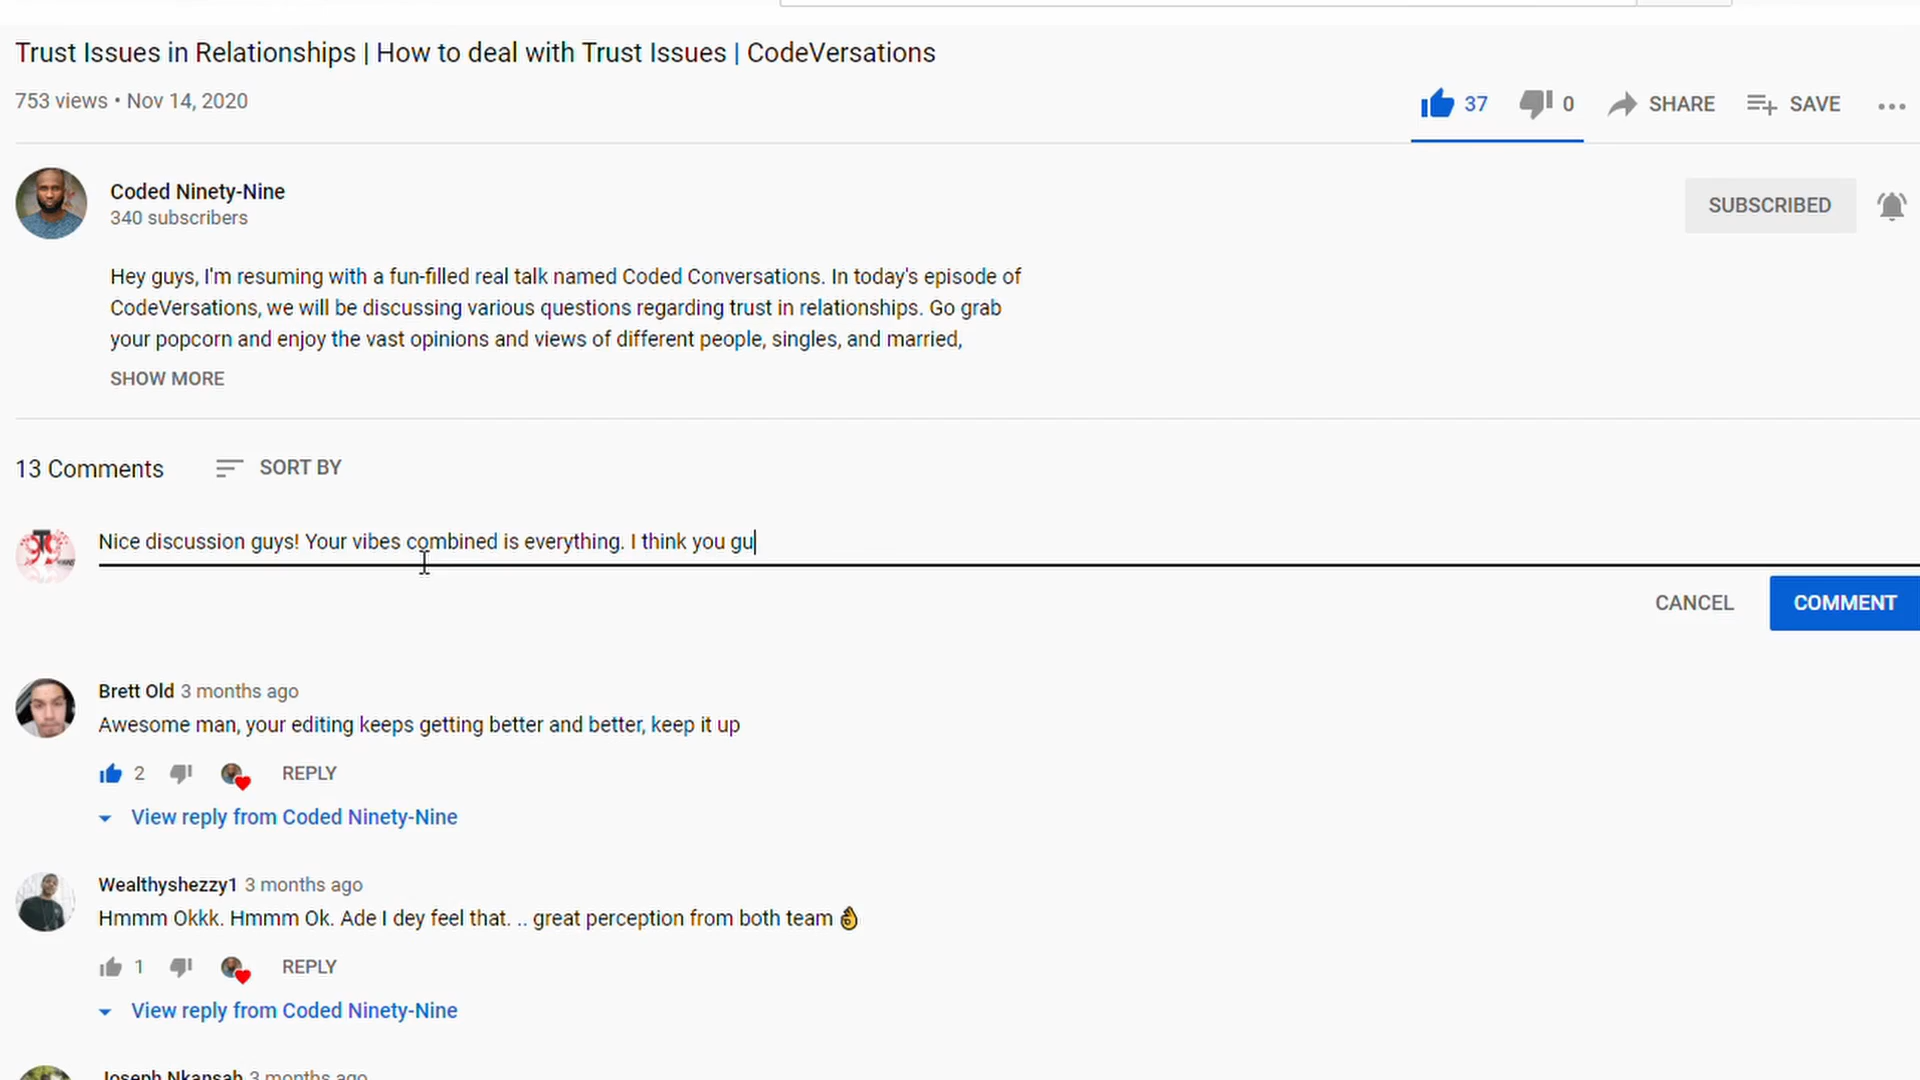 Trust Issues in Relationships | How to deal with Trust Issues | CodeVersations
753 views • Nov 14, 2020
37
0
SHARE
SAVE
Coded Ninety-Nine
340 subscribers
SUBSCRIBED
Hey guys, I'm resuming with a fun-filled real talk named Coded Conversations. In today's episode of
CodeVersations, we will be discussing various questions regarding trust in relationships. Go grab
your popcorn and enjoy the vast opinions and views of different people, singles, and married,
SHOW MORE
13 Comments
SORT BY
Nice discussion guys! Your vibes combined is everything. I think you gu
CANCEL
COMMENT
Brett Old 3 months ago
Awesome man, your editing keeps getting better and better, keep it up
2
REPLY
View reply from Coded Ninety-Nine
Wealthyshezzy1 3 months ago
Hmmm Okkk. Hmmm Ok. Ade I dey feel that. .. great perception from both team 👌
1
REPLY
View reply from Coded Ninety-Nine
Joseph Nkansah 3 months ago